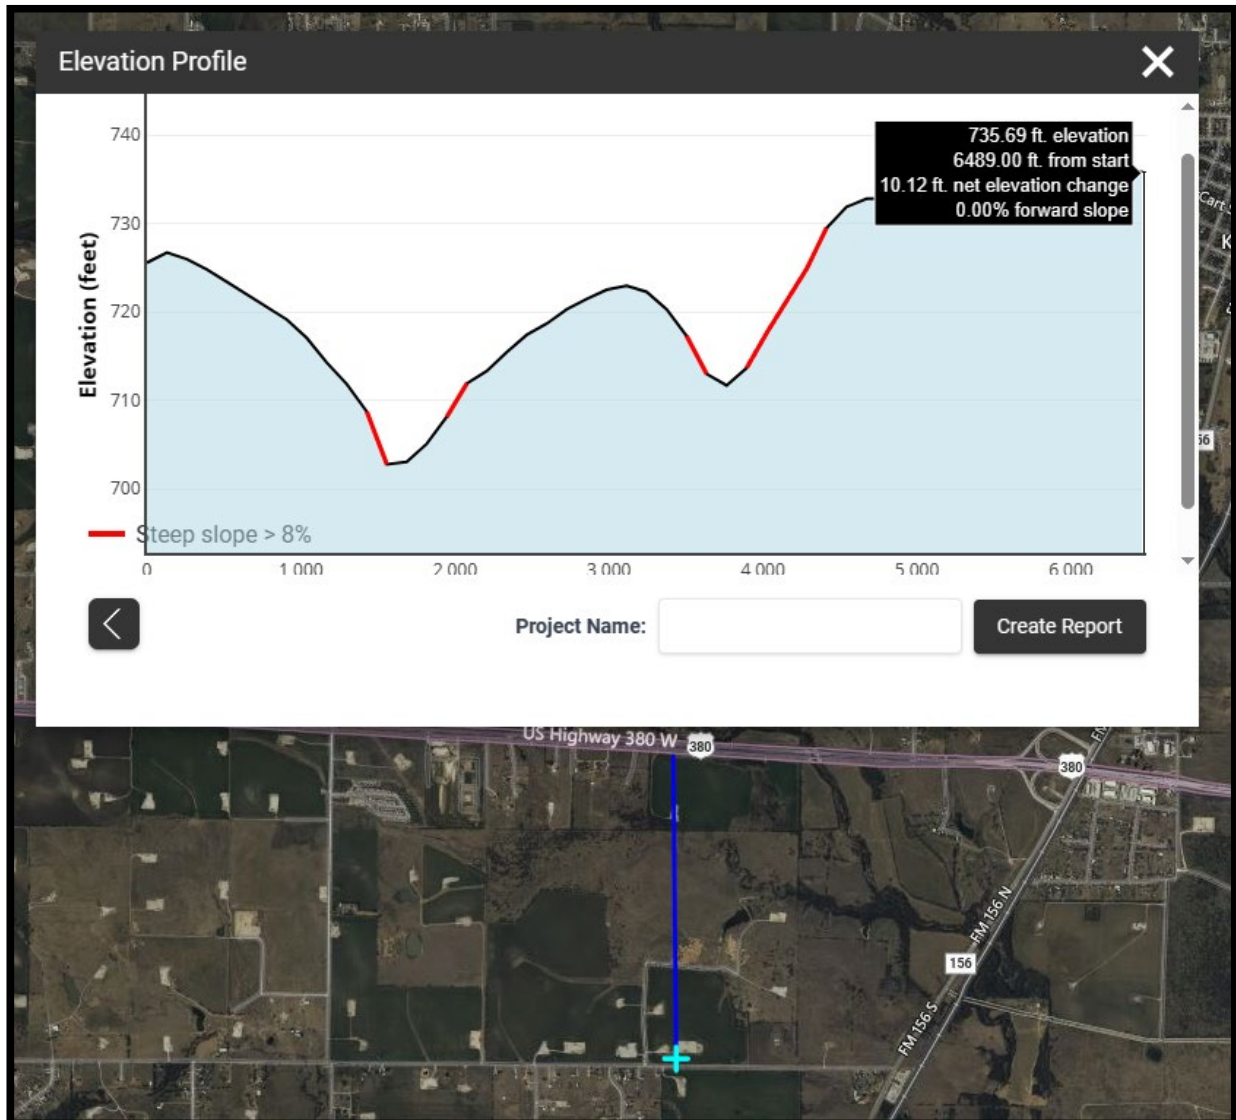 Elevation Profile
740
735.69 ft. elevation
6489.00 ft. from start
10.12 ft. net elevation change
0.00% forward slope
730
720
710
700
Elevation (feet)
Steep slope > 8%
0
1 000
2 000
3 000
4 000
5 000
6 000
Project Name:
Create Report
US Highway 380 W
380
380
FM 156 N
156
FM 156 S
56